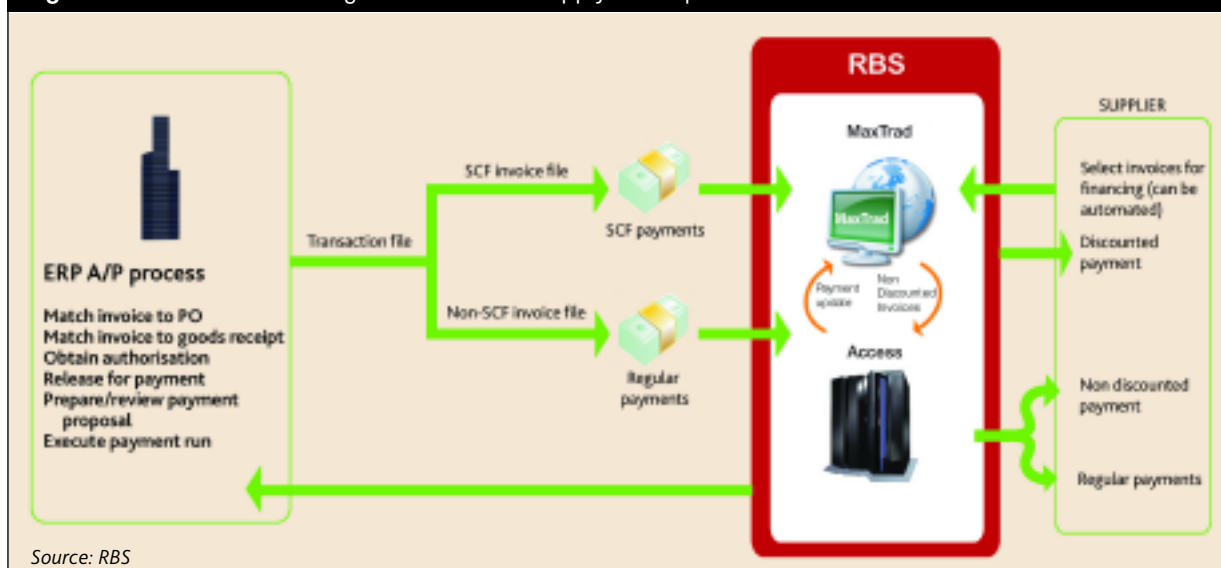 RBS
SUPPLIER
MaxTrad
SCF invoice file
Select invoices for
financing (can be
automated)
MaxTrad
SCF payments
Transaction file
Discounted
payment
ERP A/P process
Payment
update
Non
Discounted
Invoices
Match invoice to PO
Match invoice to goods receipt
Obtain authorisation
Release for payment
Prepare/review payment
proposal
Execute payment run
Non-SCF invoice file
Access
Regular
payments
Non discounted
payment
Regular payments
Source: RBS